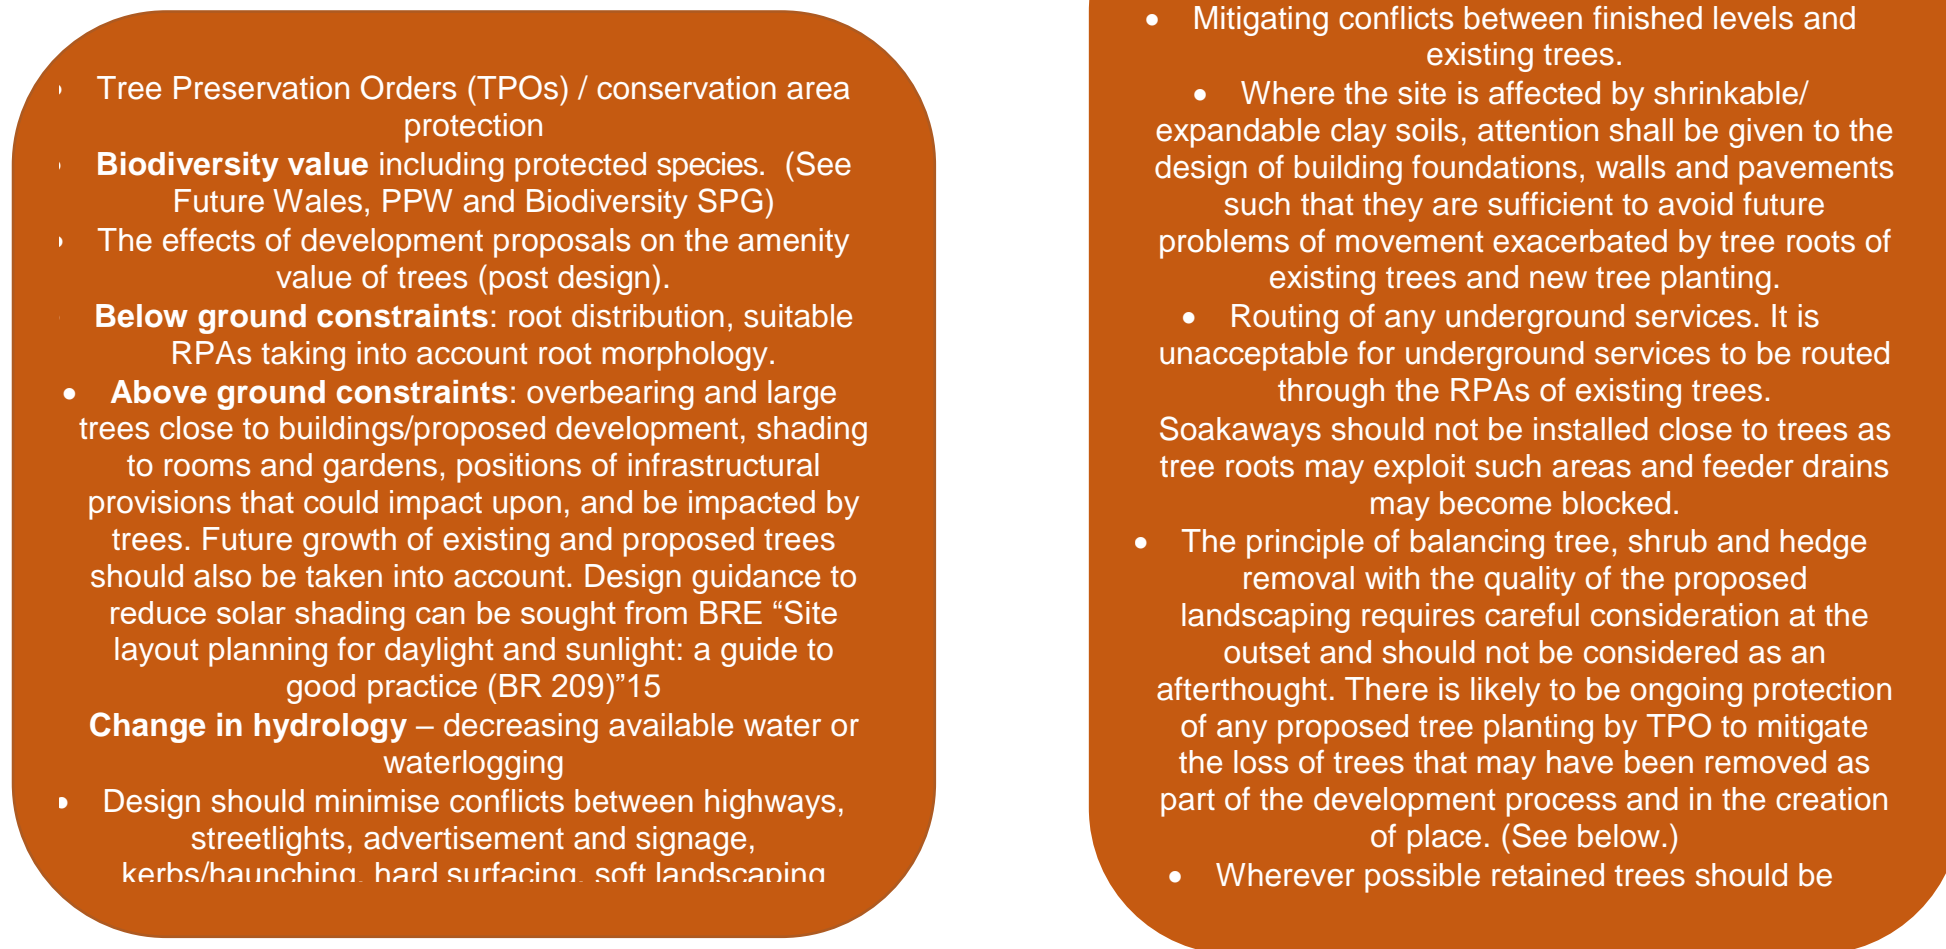 • Tree Preservation Orders (TPOs) / conservation area
protection
• Biodiversity value including protected species. (See
Future Wales, PPW and Biodiversity SPG)
• The effects of development proposals on the amenity
value of trees (post design).
Below ground constraints: root distribution, suitable
RPAs taking into account root morphology.
• Above ground constraints: overbearing and large
trees close to buildings/proposed development, shading
to rooms and gardens, positions of infrastructural
provisions that could impact upon, and be impacted by
trees. Future growth of existing and proposed trees
should also be taken into account. Design guidance to
reduce solar shading can be sought from BRE “Site
layout planning for daylight and sunlight: a guide to
good practice (BR 209)”15
Change in hydrology – decreasing available water or
waterlogging
• Design should minimise conflicts between highways,
streetlights, advertisement and signage,
kerbs/haunching, hard surfacing, soft landscaping
• Mitigating conflicts between finished levels and
existing trees.
• Where the site is affected by shrinkable/
expandable clay soils, attention shall be given to the
design of building foundations, walls and pavements
such that they are sufficient to avoid future
problems of movement exacerbated by tree roots of
existing trees and new tree planting.
• Routing of any underground services. It is
unacceptable for underground services to be routed
through the RPAs of existing trees.
Soakaways should not be installed close to trees as
tree roots may exploit such areas and feeder drains
may become blocked.
• The principle of balancing tree, shrub and hedge
removal with the quality of the proposed
landscaping requires careful consideration at the
outset and should not be considered as an
afterthought. There is likely to be ongoing protection
of any proposed tree planting by TPO to mitigate
the loss of trees that may have been removed as
part of the development process and in the creation
of place. (See below.)
• Wherever possible retained trees should be